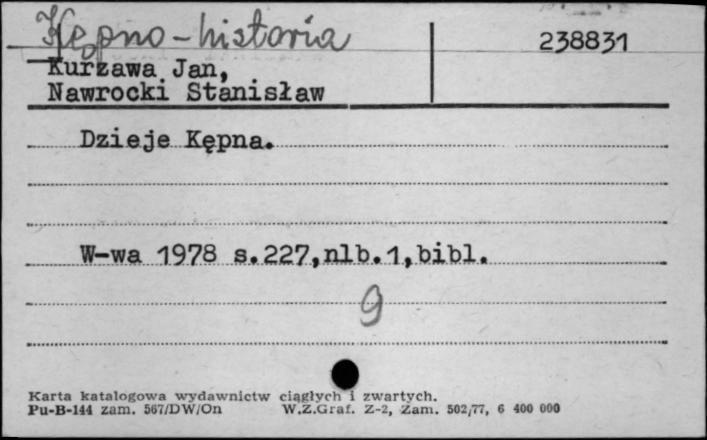 Kępno - historia
238831
Kurzawa Jan,
Nawrocki Stanisław
Dzieje Kępna.
W-wa 1978 s.227,nlb.1,bibl.
9
Karta katalogowa wydawnictw ciągłych i zwartych.
Pu-B-144 zam. 567/DW/On W.Z.Graf. Z-2, Zam. 502/77, 6 400 000